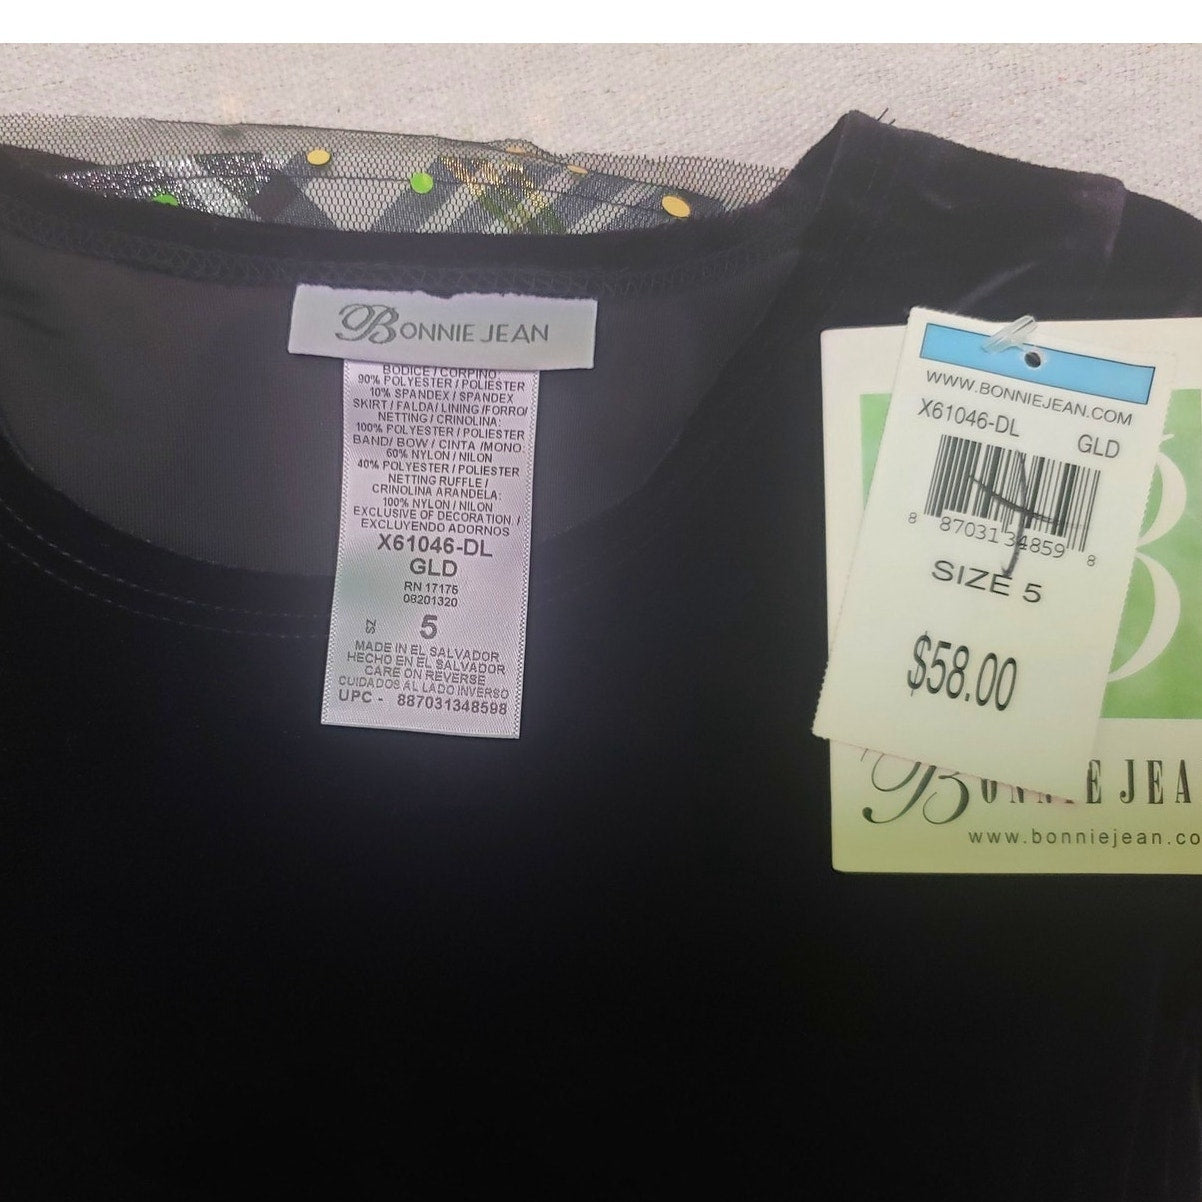 BONNIE JEAN
BODICE / CORPINO
90% POLYESTER / POLIESTER
10% SPANDEX / SPANDEX
SKIRT / FALDA/ LINING /FORRO/
NETTING / CRINOLINA:
100% POLYESTER / POLIESTER
BAND/ BOW / CINTA /MONO:
60% NYLON / NILON
40% POLYESTER / POLIESTER
NETTING RUFFLE /
CRINOLINA ARANDELA:
100% NYLON / NILON
EXCLUSIVE OF DECORATION. /
EXCLUYENDO ADORNOS
X61046-DL
GLD
RN 17176
08201320
ZS
5
MADE IN EL SALVADOR
HECHO EN EL SALVADOR
CARE ON REVERSE
CUIDADOS AL LADO INVERSO
UPC - 887031348598
WWW.BONNIEJEAN.COM
X61046-DL
GLD
8 87031 34859 8
SIZE 5
$58.00
BONNIE JEA
www.bonniejean.co